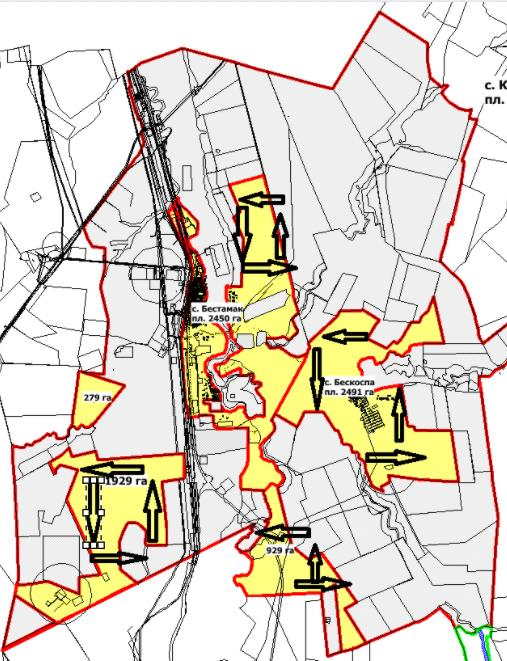 с. К
пл.
с. Бестамак
пл. 2450 га
с. Бескоспа
пл. 2491 га
279 га
1929 га
929 га